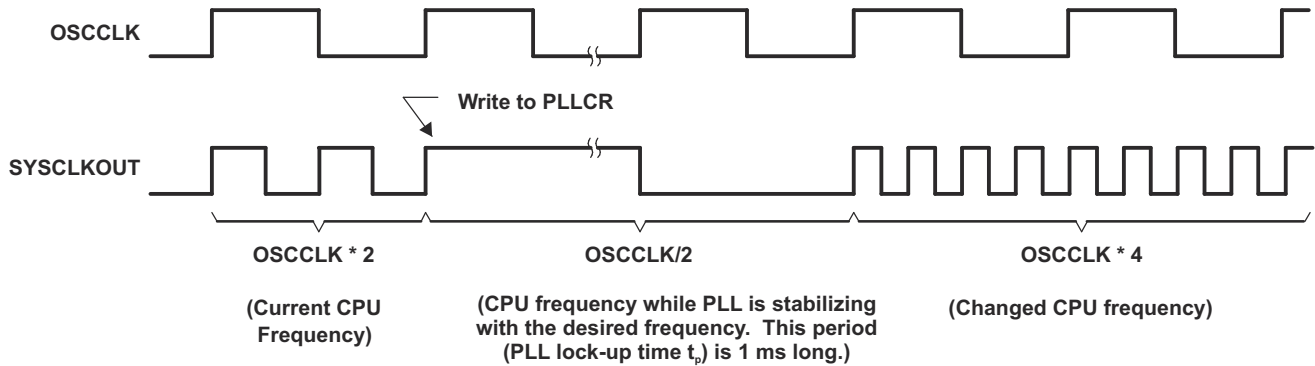 OSCCLK
Write to PLLCR
SYSCLKOUT
OSCCLK * 2
(Current CPU
Frequency)
OSCCLK/2
(CPU frequency while PLL is stabilizing
with the desired frequency. This period
(PLL lock-up time tp) is 1 ms long.)
OSCCLK * 4
(Changed CPU frequency)